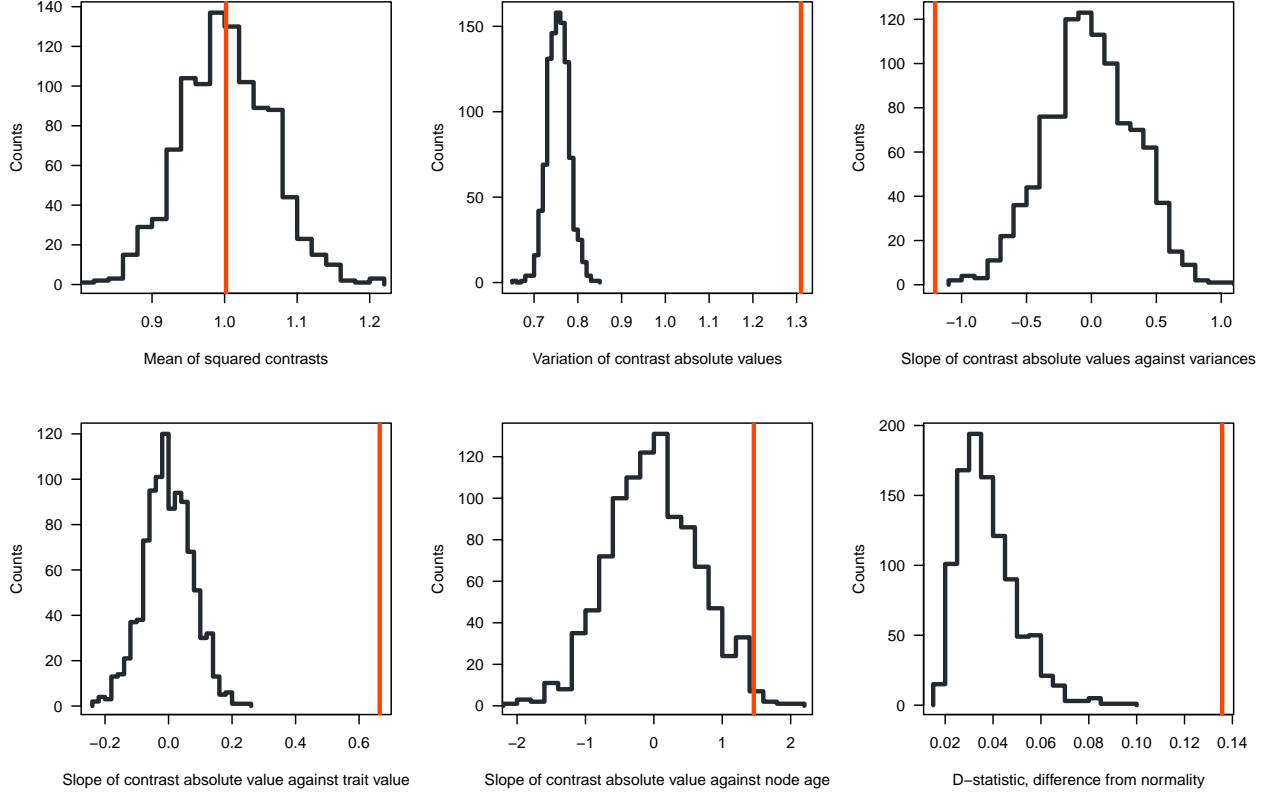 140
120
100
80
60
40
20
0
Counts
0.9 1.0 1.1 1.2
Mean of squared contrasts
150
100
50
0
Counts
0.7 0.8 0.9 1.0 1.1 1.2 1.3
Variation of contrast absolute values
120
100
80
60
40
20
0
Counts
−1.0 −0.5 0.0 0.5 1.0
Slope of contrast absolute values against variances
120
100
80
60
40
20
0
Counts
−0.2 0.0 0.2 0.4 0.6
Slope of contrast absolute value against trait value
120
100
80
60
40
20
0
Counts
−2 −1 0 1 2
Slope of contrast absolute value against node age
200
150
100
50
0
Counts
0.02 0.04 0.06 0.08 0.10 0.12 0.14
D−statistic, difference from normality